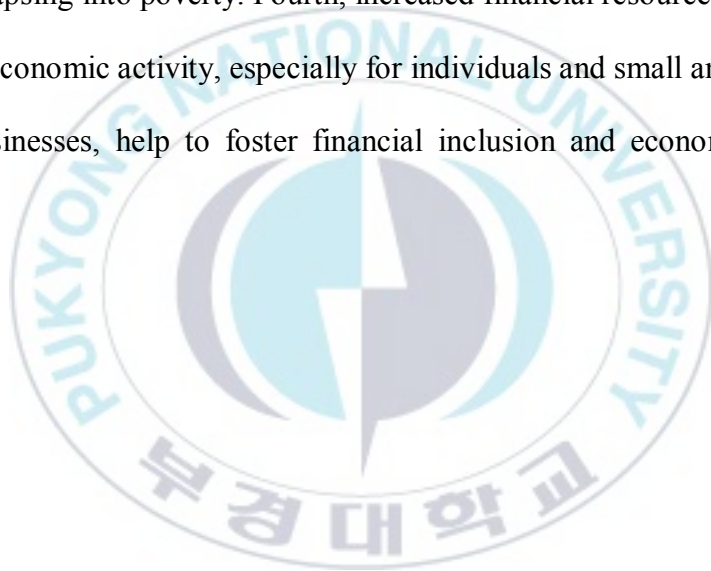 apsing into poverty. Fourth, increased financial resource
conomic activity, especially for individuals and small an
sinesses, help to foster financial inclusion and econor
PUKYONG NATIONAL UNIVERSITY
부경대학교